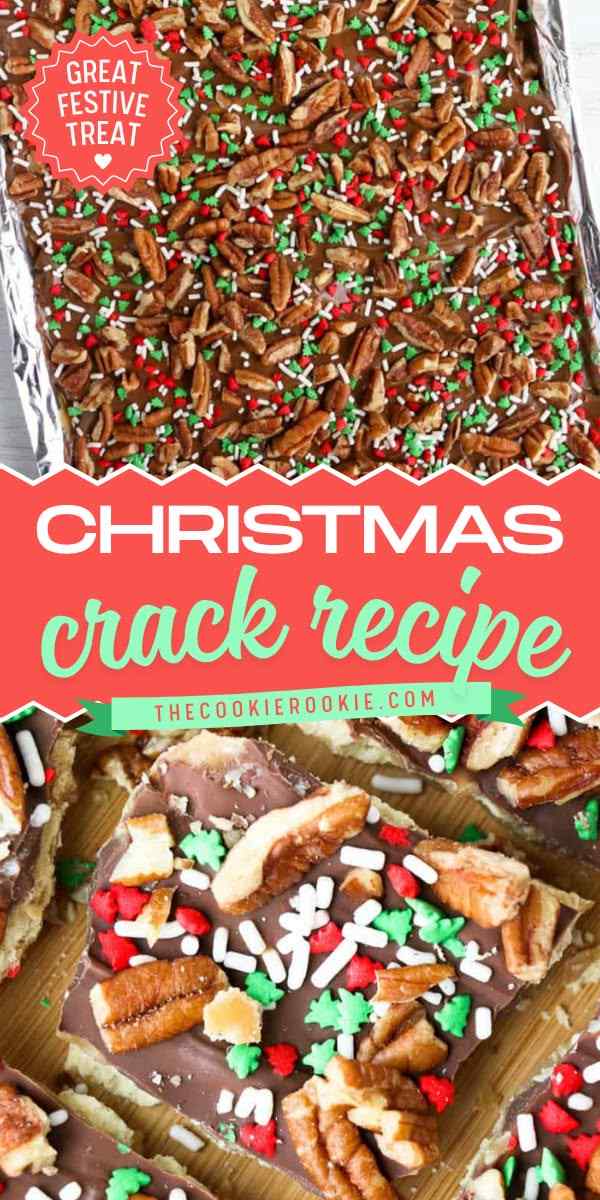 GREAT
FESTIVE
TREAT
CHRISTMAS
crack recipe
THECOOKIEROOKIE.COM